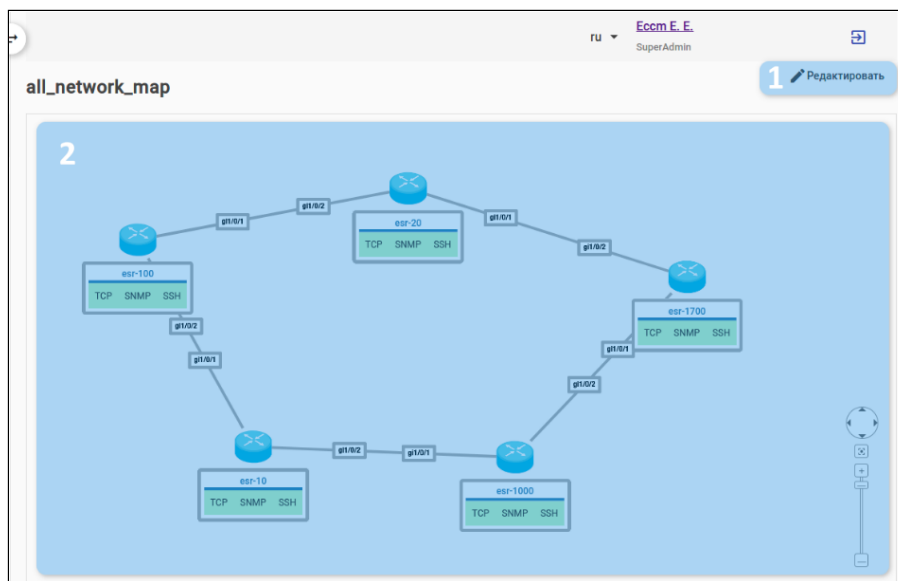 ru
Eccm E. E.
SuperAdmin
1 Редактировать
all_network_map
2
esr-20
TCP SNMP SSH
gi1/0/2
gi1/0/1
gi1/0/1
gi1/0/2
esr-100
TCP SNMP SSH
esr-1700
TCP SNMP SSH
gi1/0/2
gi1/0/1
gi1/0/1
gi1/0/2
gi1/0/2
gi1/0/1
esr-10
TCP SNMP SSH
esr-1000
TCP SNMP SSH